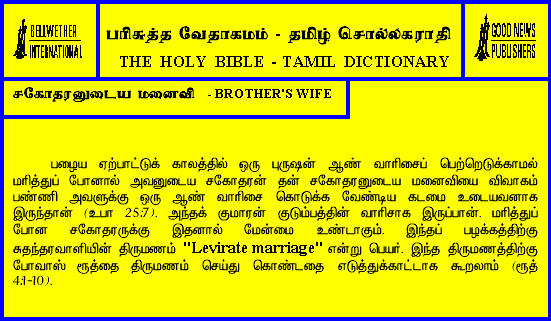 BELLWETHER
INTERNATIONAL
பரிசுத்த வேதாகமம் - தமிழ் சொல்லகராதி
THE HOLY BIBLE - TAMIL DICTIONARY
GOOD NEWS
PUBLISHERS
சகோதரனுடைய மனைவி - BROTHER'S WIFE
பழைய ஏற்பாட்டுக் காலத்தில் ஒரு புருஷன் ஆண் வாரிசைப் பெற்றெடுக்காமல்
மரித்துப் போனால் அவனுடைய சகோதரன் தன் சகோதரனுடைய மனைவியை விவாகம்
பண்ணி அவளுக்கு ஒரு ஆண் வாரிசை கொடுக்க வேண்டிய கடமை உடையவனாக
இருந்தான் (உபா 25:7). அந்தக் குமாரன் குடும்பத்தின் வாரிசாக இருப்பான். மரித்துப்
போன சகோதரருக்கு இதனால் மேன்மை உண்டாகும். இந்தப் பழக்கத்திற்கு
சுதந்தரவாளியின் திருமணம் "Levirate marriage" என்று பெயர். இந்த திருமணத்திற்கு
போவாஸ் ரூத்தை திருமணம் செய்து கொண்டதை எடுத்துக்காட்டாக கூறலாம் (ரூத்
4:1-10).